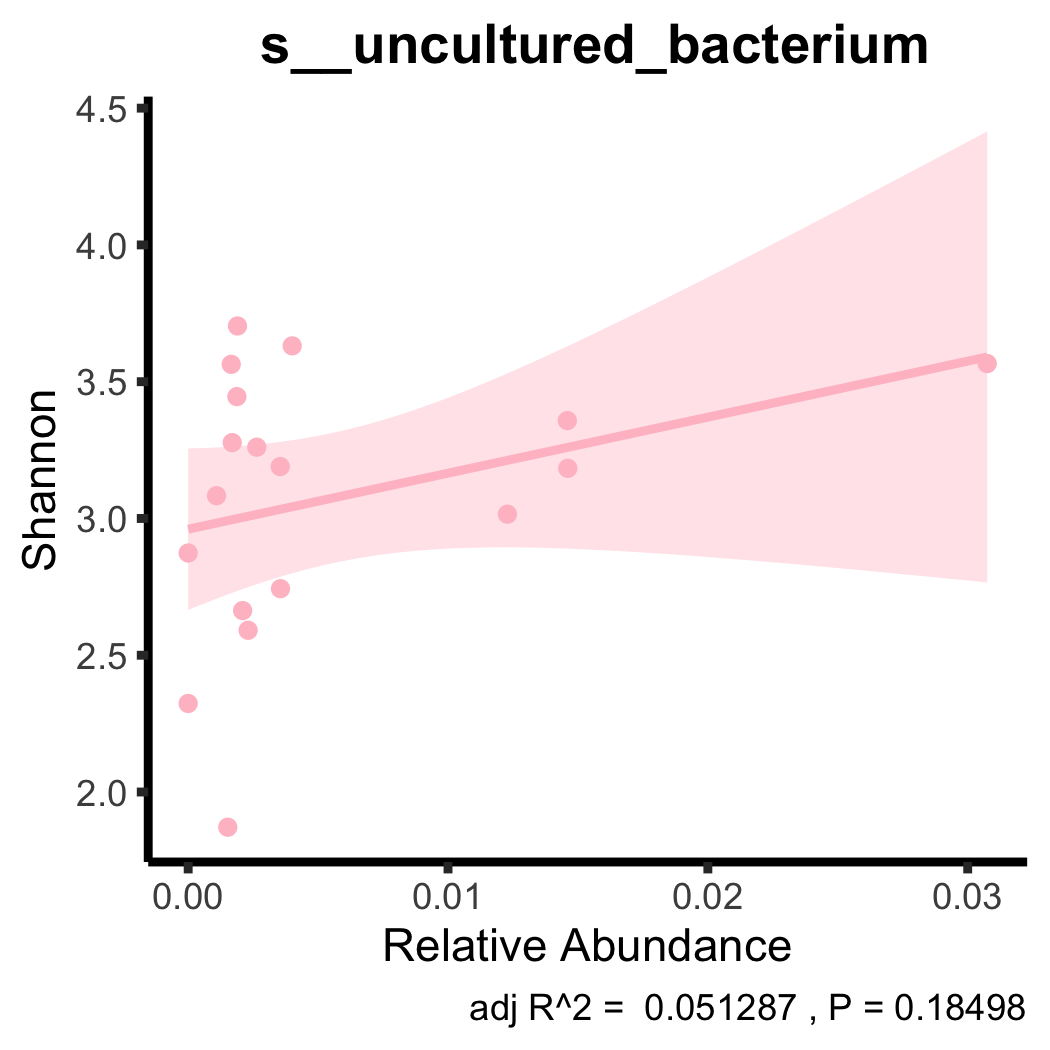 s__uncultured_bacterium
4.5
4.0
3.5
3.0
2.5
2.0
Shannon
0.00 0.01 0.02 0.03
Relative Abundance
adj R^2 =  0.051287 , P = 0.18498